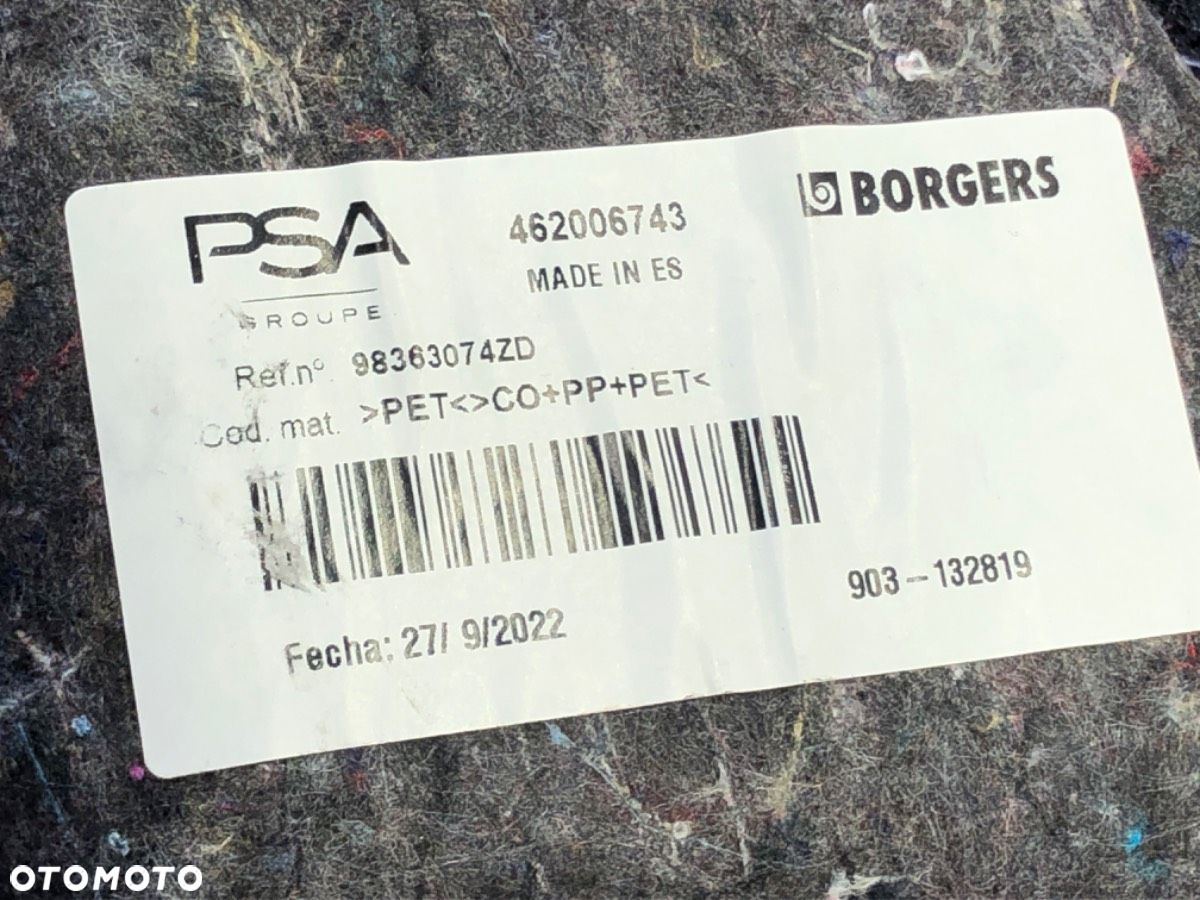 PSA
GROUPE
462006743
MADE IN ES
BORGERS
Ref.nº. 98363074ZD
Cod. mat. >PET<>CO+PP+PET<
903-132819
Fecha: 27/ 9/2022
OTOMOTO